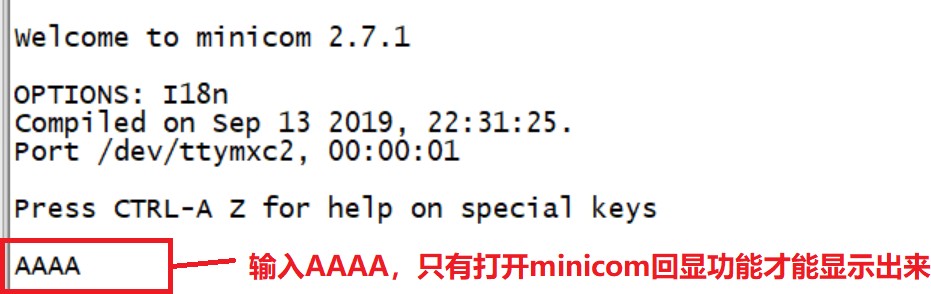 Welcome to minicom 2.7.1
OPTIONS: I18n
Compiled on Sep 13 2019, 22:31:25.
Port /dev/ttymxc2, 00:00:01
Press CTRL-A Z for help on special keys
AAAA
输入AAAA，只有打开minicom回显功能才能显示出来